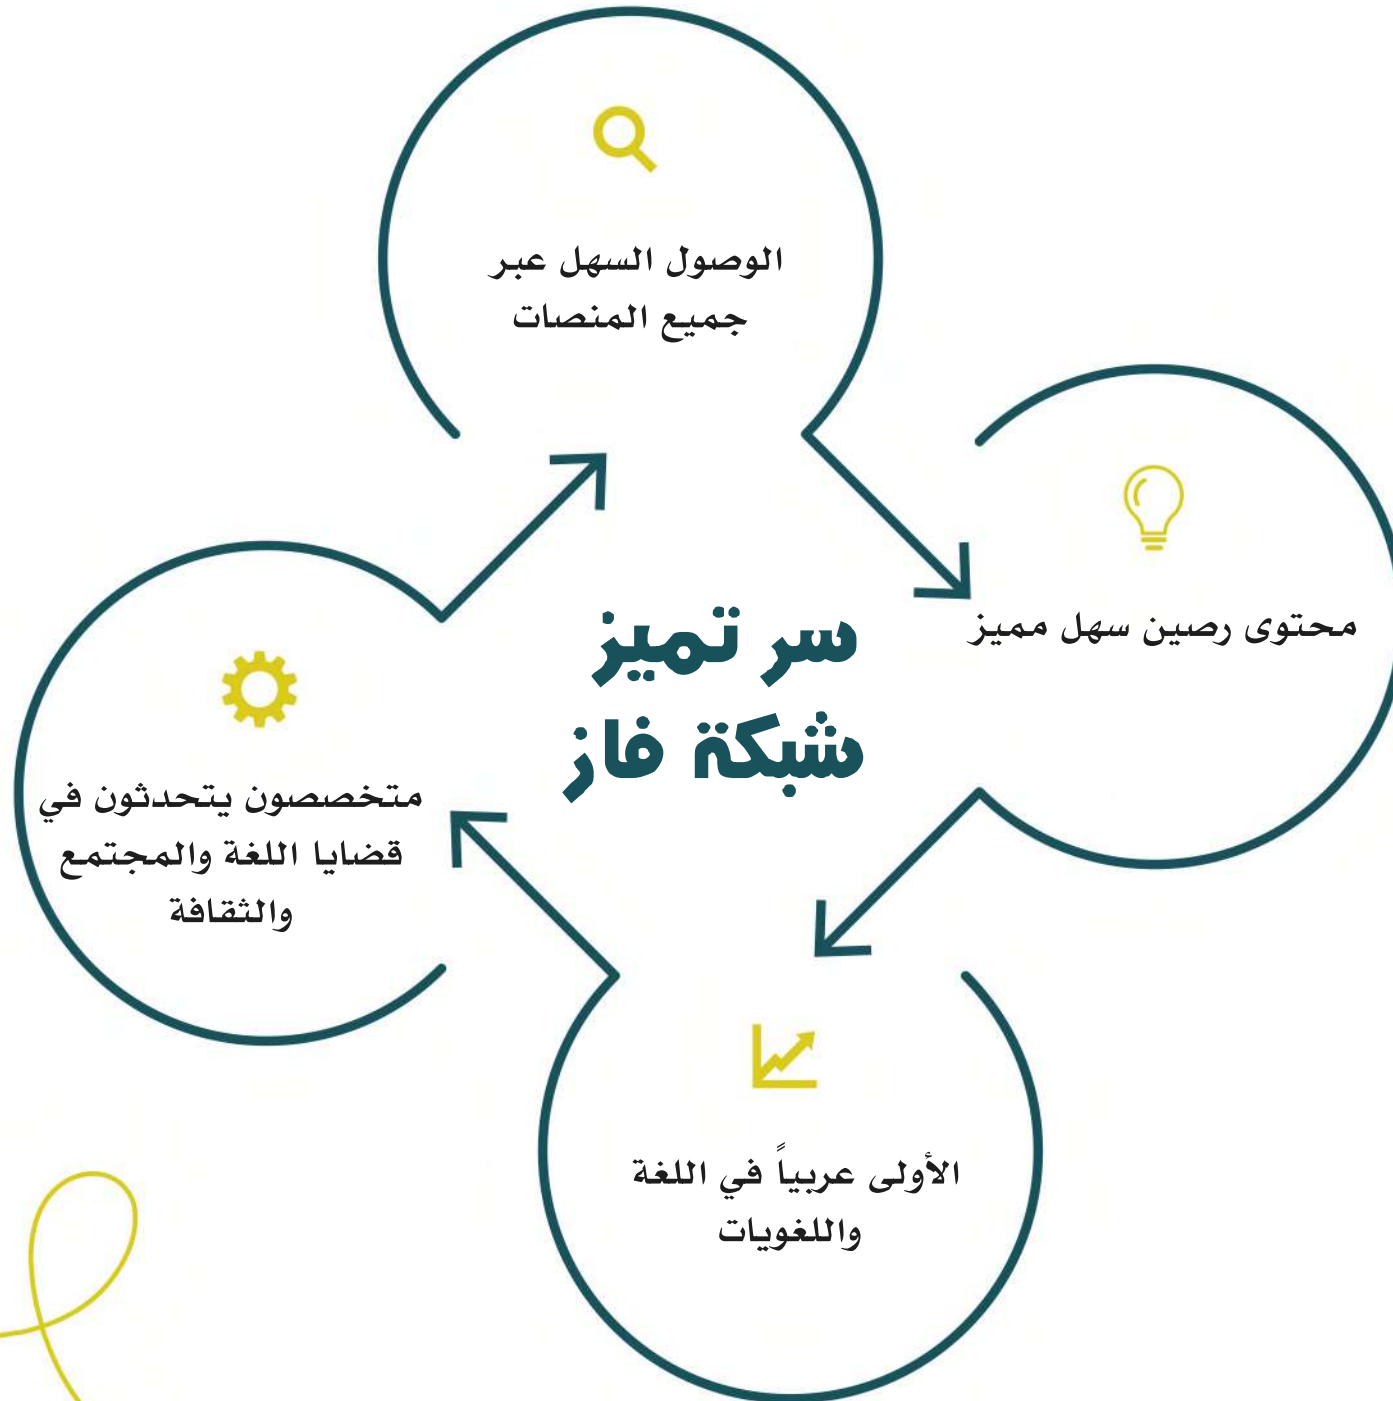 الوصول السهل عبر
جميع المنصات
محتوى رصين سهل مميز
سر تميز
شبكة فاز
متخصصون يتحدثون في
قضايا اللغة والمجتمع
والثقافة
الأولى عربياً في اللغة
واللغويات